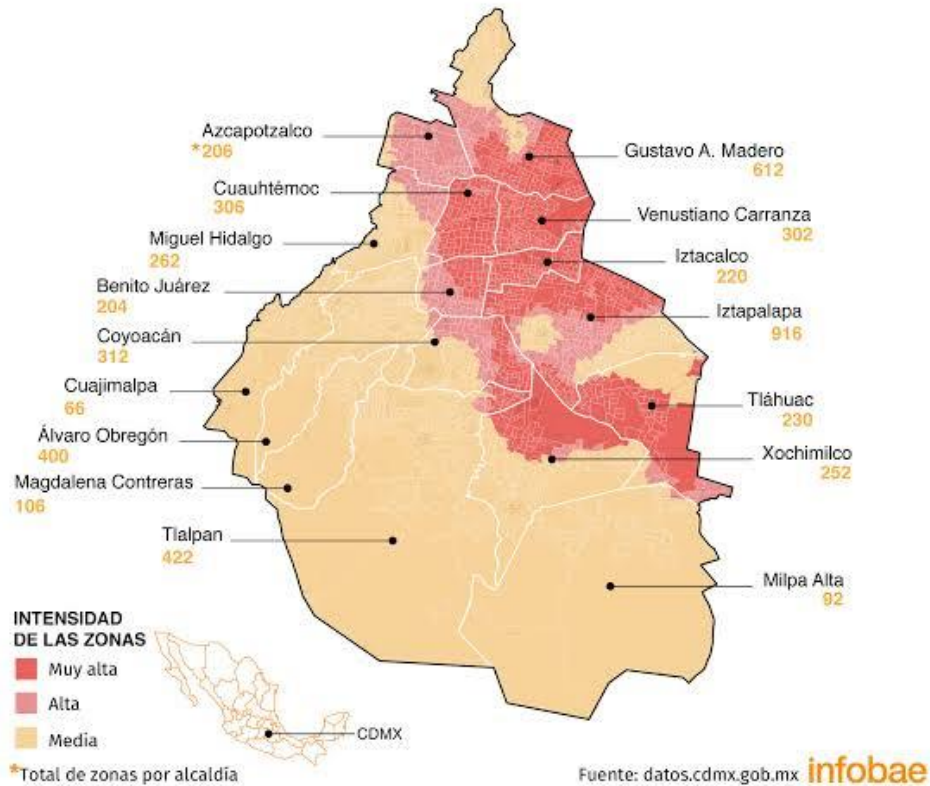 Azcapotzalco
*206
Cuauhtémoc
306
Miguel Hidalgo
262
Benito Juárez
204
Coyoacán
312
Cuajimalpa
66
Álvaro Obregón
400
Magdalena Contreras
106
Tlalpan
422
Gustavo A. Madero
612
Venustiano Carranza
302
Iztacalco
220
Iztapalapa
916
Tláhuac
230
Xochimilco
252
Milpa Alta
92
INTENSIDAD
DE LAS ZONAS
Muy alta
Alta
Media
CDMX
*Total de zonas por alcaldía
Fuente: datos.cdmx.gob.mx infobae